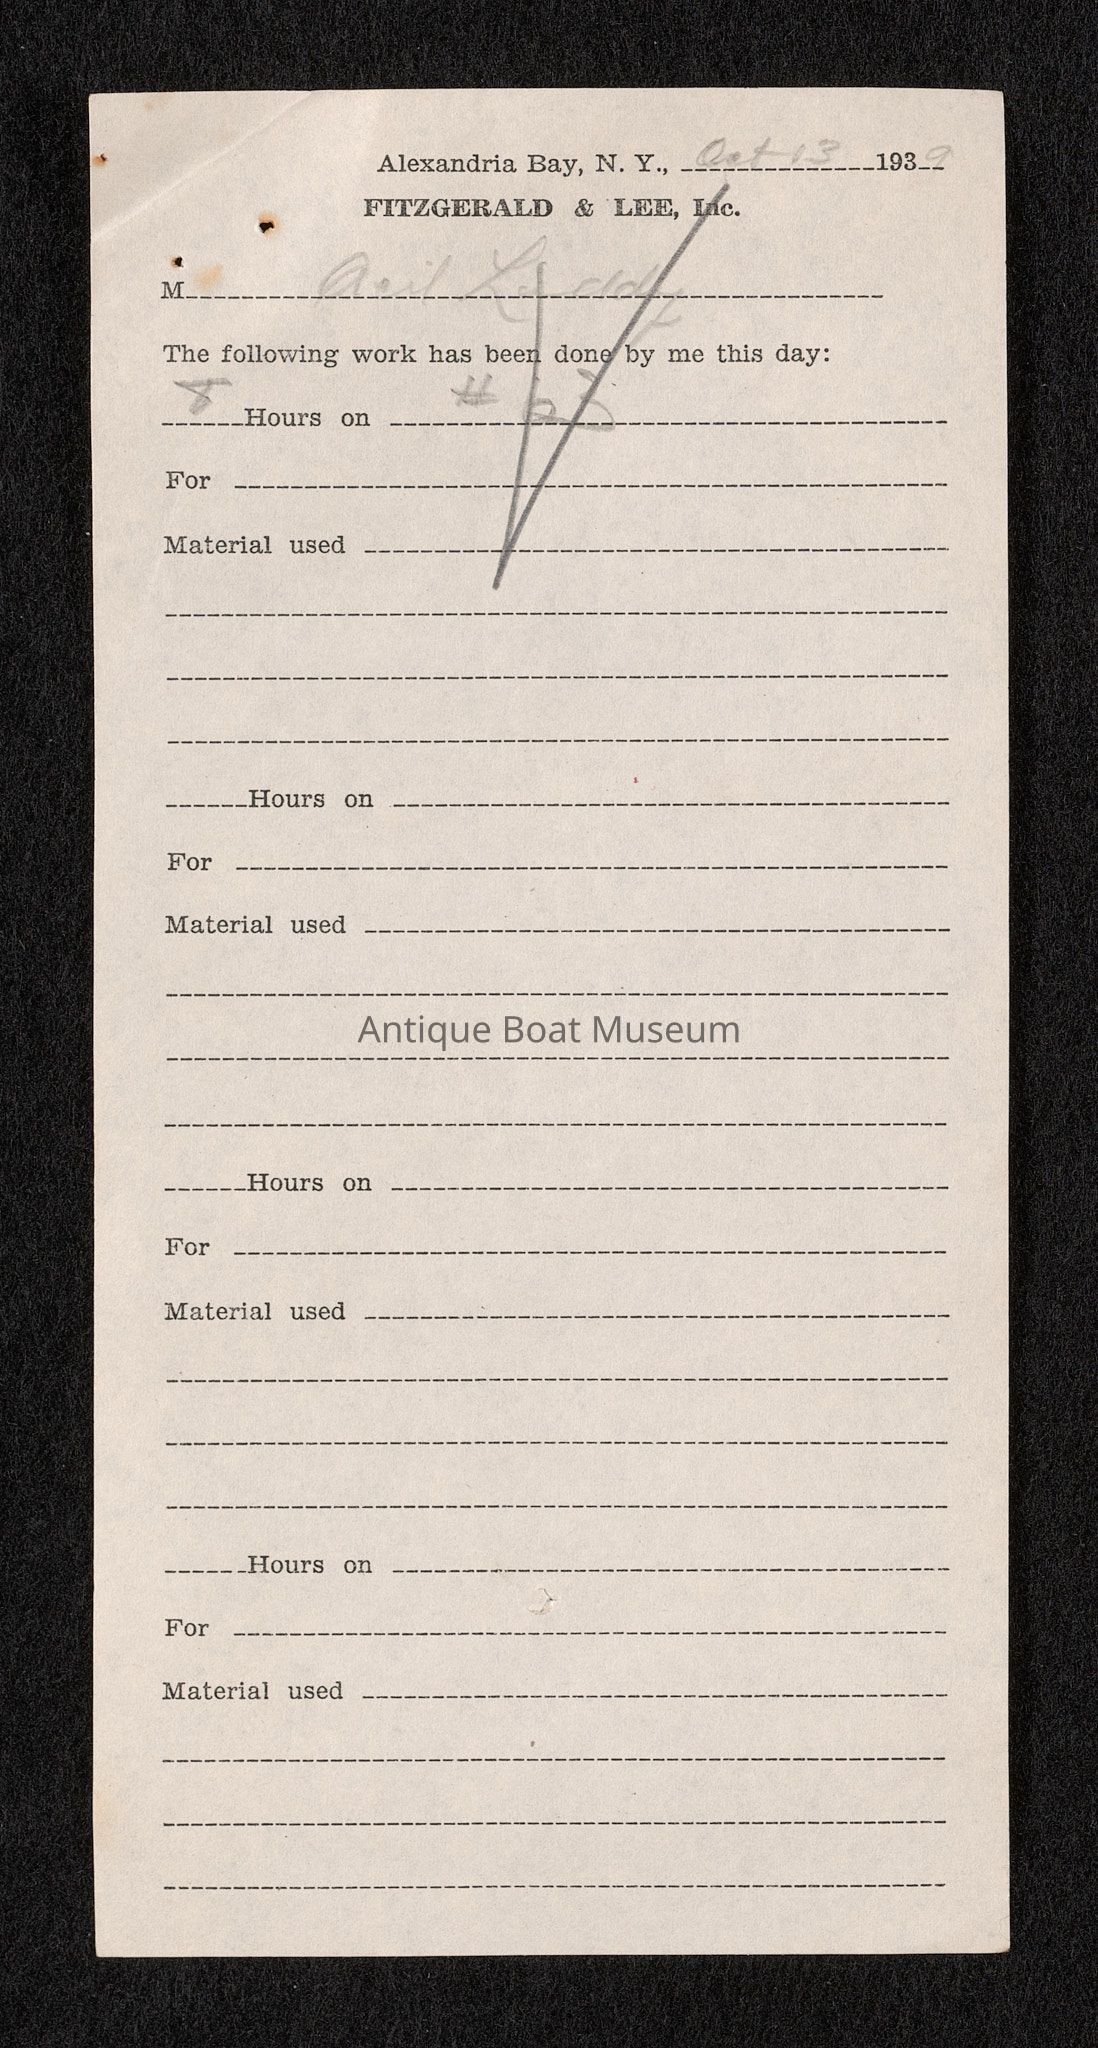 Alexandria Bay, N. Y., Oct 13 1939
FITZGERALD & LEE, Inc.
M
The following work has been done by me this day:
8 Hours on #
For
Material used
Hours on
For
Material used
Antique Boat Museum
Hours on
For
Material used
Hours on
For
Material used